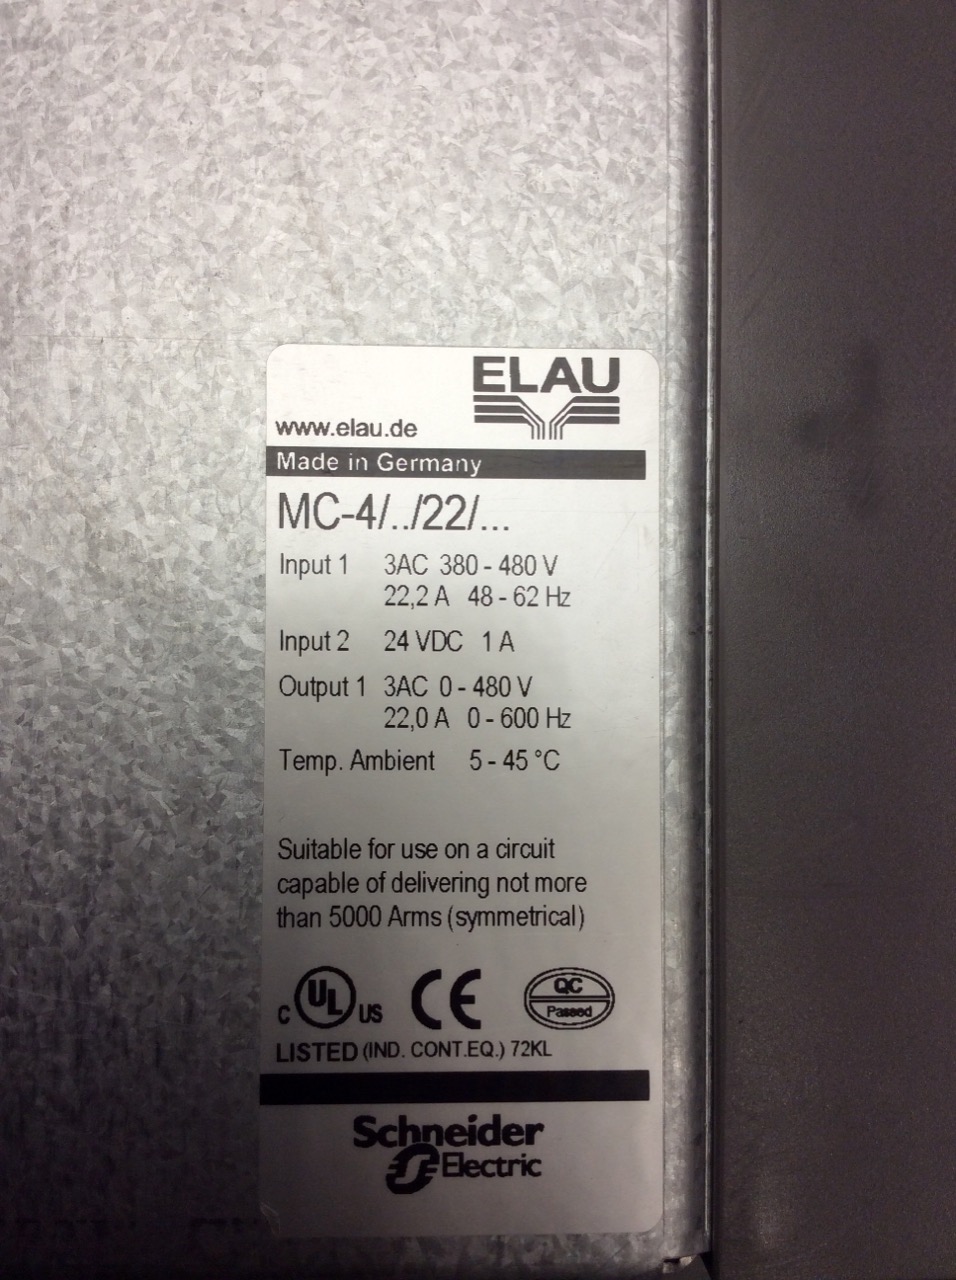 ELAU
www.elau.de
Made in Germany
MC-4/../22/...
Input 1 3AC 380 - 480 V
22,2 A 48 - 62 Hz
Input 2 24 VDC 1 A
Output 1 3AC 0 - 480 V
22,0 A 0 - 600 Hz
Temp. Ambient 5 - 45 °C
Suitable for use on a circuit
capable of delivering not more
than 5000 Arms (symmetrical)
C UL US CE QC Passed
LISTED (IND. CONT.EQ.) 72KL
Schneider
Electric